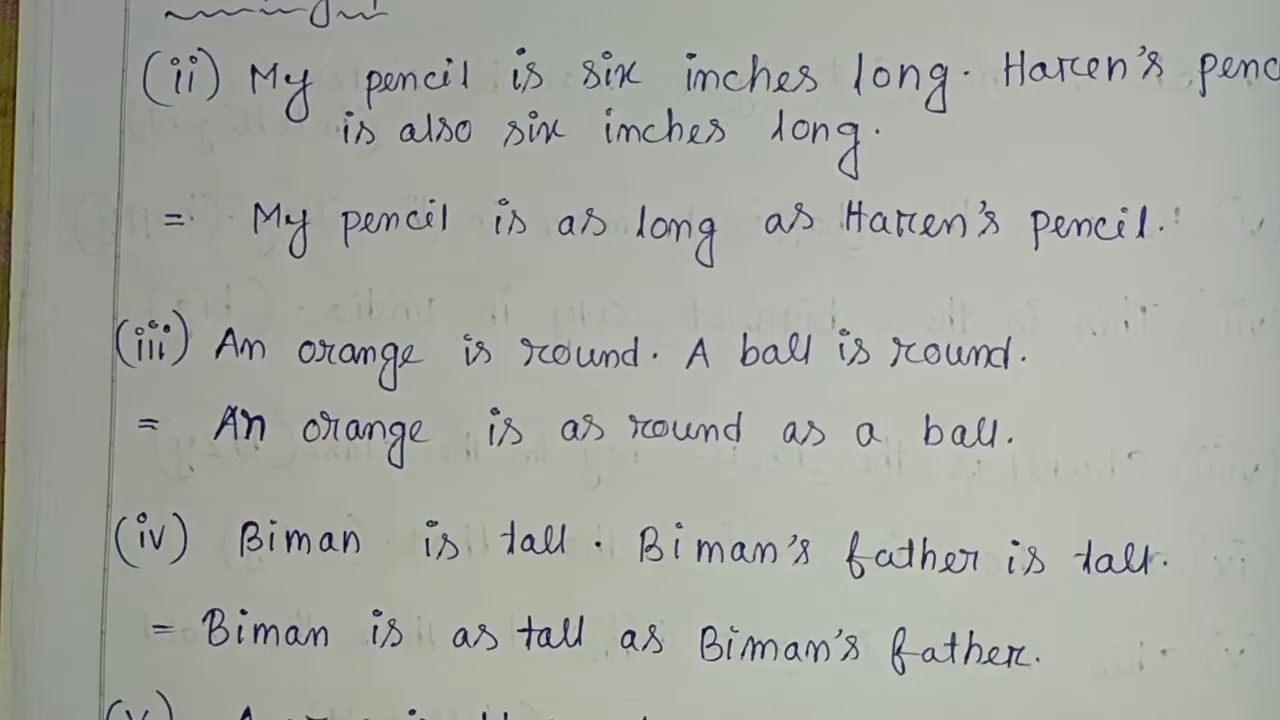 (ii) My pencil is six inches long. Haren's penc
is also six inches long.
= My pencil is as long as Haren's pencil.
(iii) An orange is round. A ball is round.
= An orange is as round as a ball.
(iv) Biman is tall. Biman's father is tall.
= Biman is as tall as Biman's father.
(v)